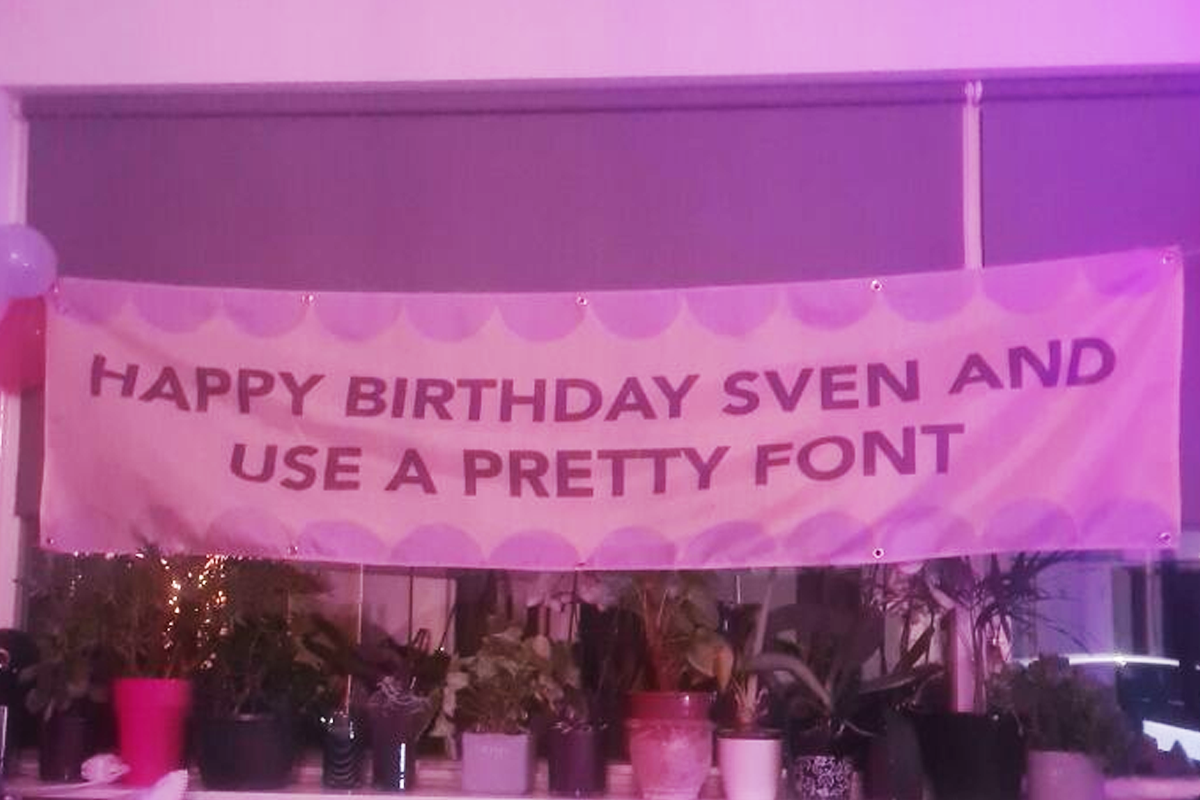 HAPPY BIRTHDAY SVEN AND
USE A PRETTY FONT